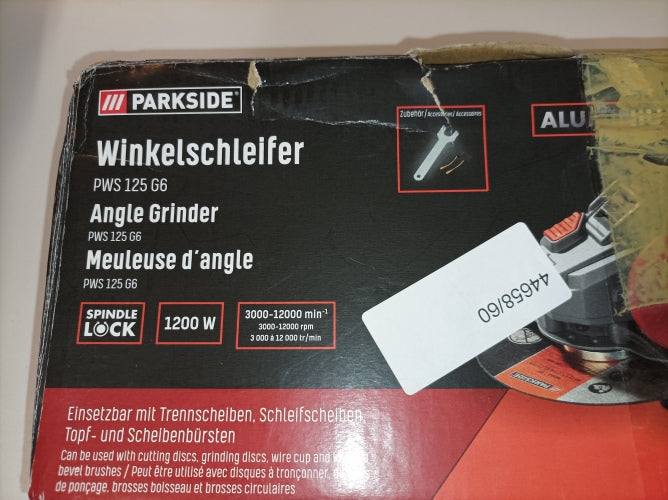 PARKSIDE®
Zubehör / Accessories / Accessoires
ALU
Winkelschleifer
PWS 125 G6
Angle Grinder
PWS 125 G6
Meuleuse d'angle
PWS 125 G6
SPINDLE
LOCK
1200 W
3000-12000 min-1
3000-12000 rpm
3 000 à 12 000 tr/min
44658/60
PARKSIDE
Einsetzbar mit Trennscheiben, Schleifscheiben,
Topf- und Scheibenbürsten
Can be used with cutting discs, grinding discs, wire cup and
bevel brushes / Peut être utilisé avec disques à tronçonner,
de ponçage, brosses boisseau et brosses circulaires